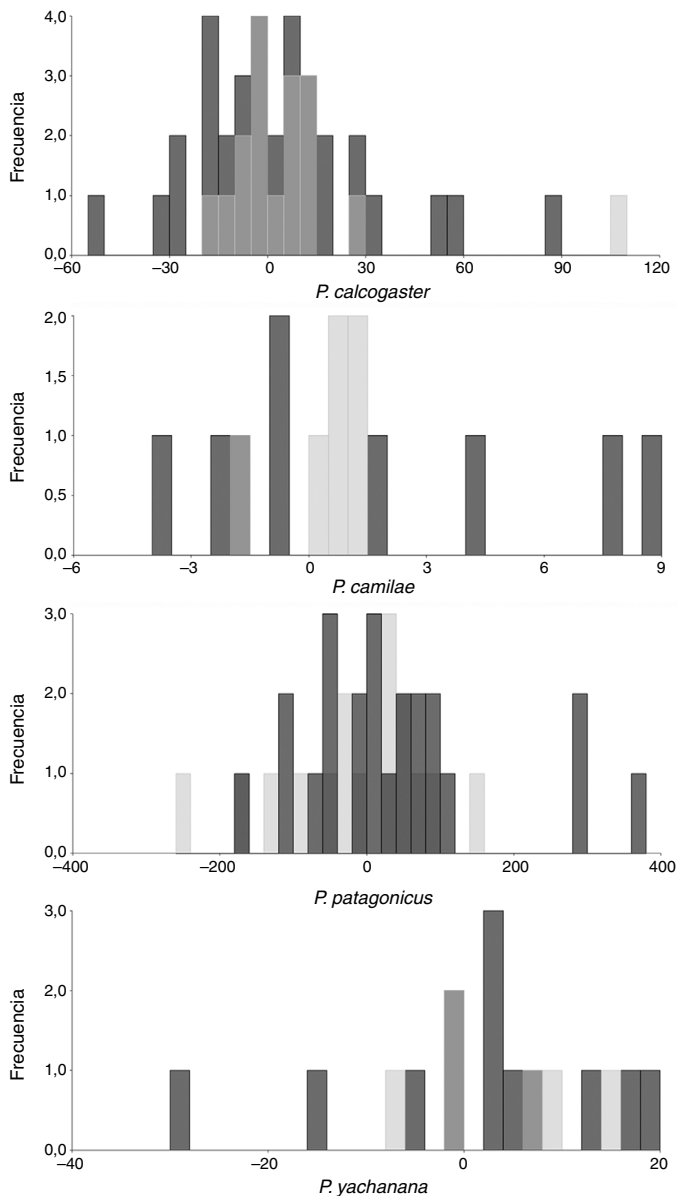 4,0
3,0
2,0
1,0
0,0
Frecuencia
–60 –30 0 30 60 90 120
P. calcogaster
2,0
1,5
1,0
0,5
0,0
Frecuencia
–6 –3 0 3 6 9
P. camilae
3,0
2,0
1,0
0,0
Frecuencia
–400 –200 0 200 400
P. patagonicus
3,0
2,0
1,0
0,0
Frecuencia
–40 –20 0 20
P. yachanana